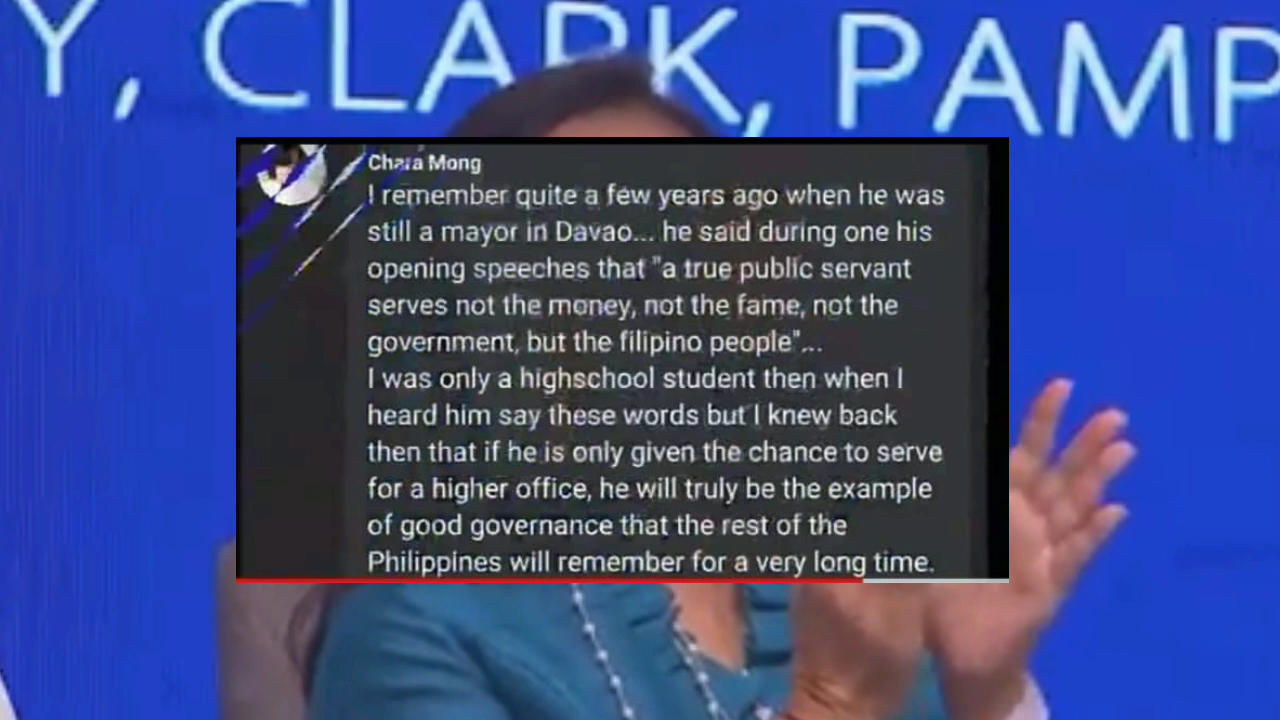 Y, CLARK, PAMP
Chara Mong
I remember quite a few years ago when he was
still a mayor in Davao... he said during one his
opening speeches that "a true public servant
serves not the money, not the fame, not the
government, but the filipino people"...
I was only a highschool student then when I
heard him say these words but I knew back
then that if he is only given the chance to serve
for a higher office, he will truly be the example
of good governance that the rest of the
Philippines will remember for a very long time.